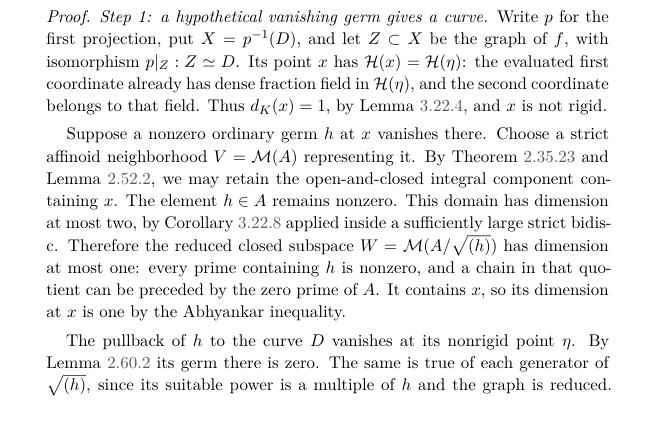 Proof. Step 1: a hypothetical vanishing germ gives a curve. Write p for the
first projection, put X = p⁻¹(D), and let Z ⊂ X be the graph of f, with
isomorphism p|_Z : Z ≃ D. Its point x has ℋ(x) = ℋ(η): the evaluated first
coordinate already has dense fraction field in ℋ(η), and the second coordinate
belongs to that field. Thus d_K(x) = 1, by Lemma 3.22.4, and x is not rigid.
Suppose a nonzero ordinary germ h at x vanishes there. Choose a strict
affinoid neighborhood V = ℳ(A) representing it. By Theorem 2.35.23 and
Lemma 2.52.2, we may retain the open-and-closed integral component con-
taining x. The element h ∈ A remains nonzero. This domain has dimension
at most two, by Corollary 3.22.8 applied inside a sufficiently large strict bidis-
c. Therefore the reduced closed subspace W = ℳ(A/√(h)) has dimension
at most one: every prime containing h is nonzero, and a chain in that quo-
tient can be preceded by the zero prime of A. It contains x, so its dimension
at x is one by the Abhyankar inequality.
The pullback of h to the curve D vanishes at its nonrigid point η. By
Lemma 2.60.2 its germ there is zero. The same is true of each generator of
√(h), since its suitable power is a multiple of h and the graph is reduced.